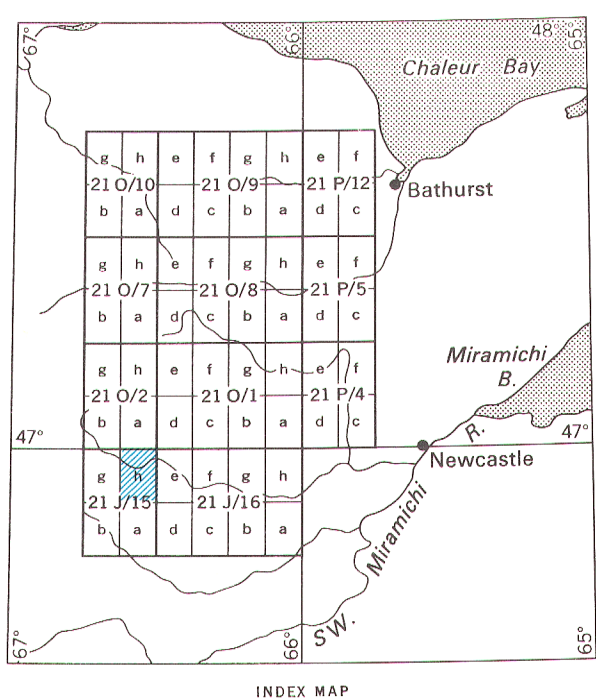 67° 66° 48° 65°
Chaleur Bay
g h e f g h e f
21 O/10 21 O/9 21 P/12
Bathurst
b a d c b a d c
g h e f g h e f
21 O/7 21 O/8 21 P/5
b a d c b a d c
Miramichi
B.
g h e f g h e f
21 O/2 21 O/1 21 P/4
b a d c b a d c
47° R. 47°
Newcastle
g h e f g h
21 J/15 21 J/16
b a d c b a
Miramichi
SW.
67° 66° 65°
INDEX MAP